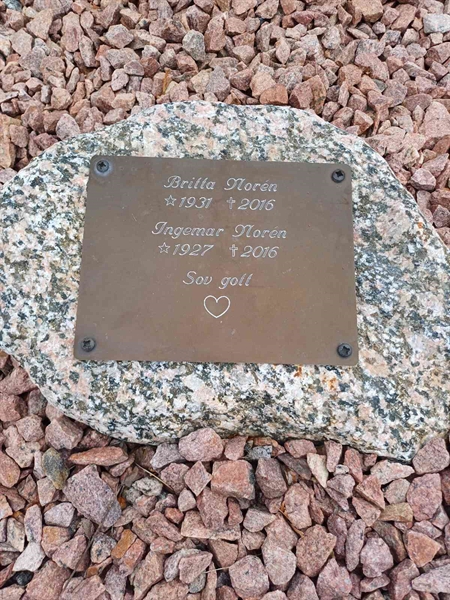 Britta Norén
☆1931 ✝2016
Ingemar Norén
☆1927 ✝2016
Sov gott
♡